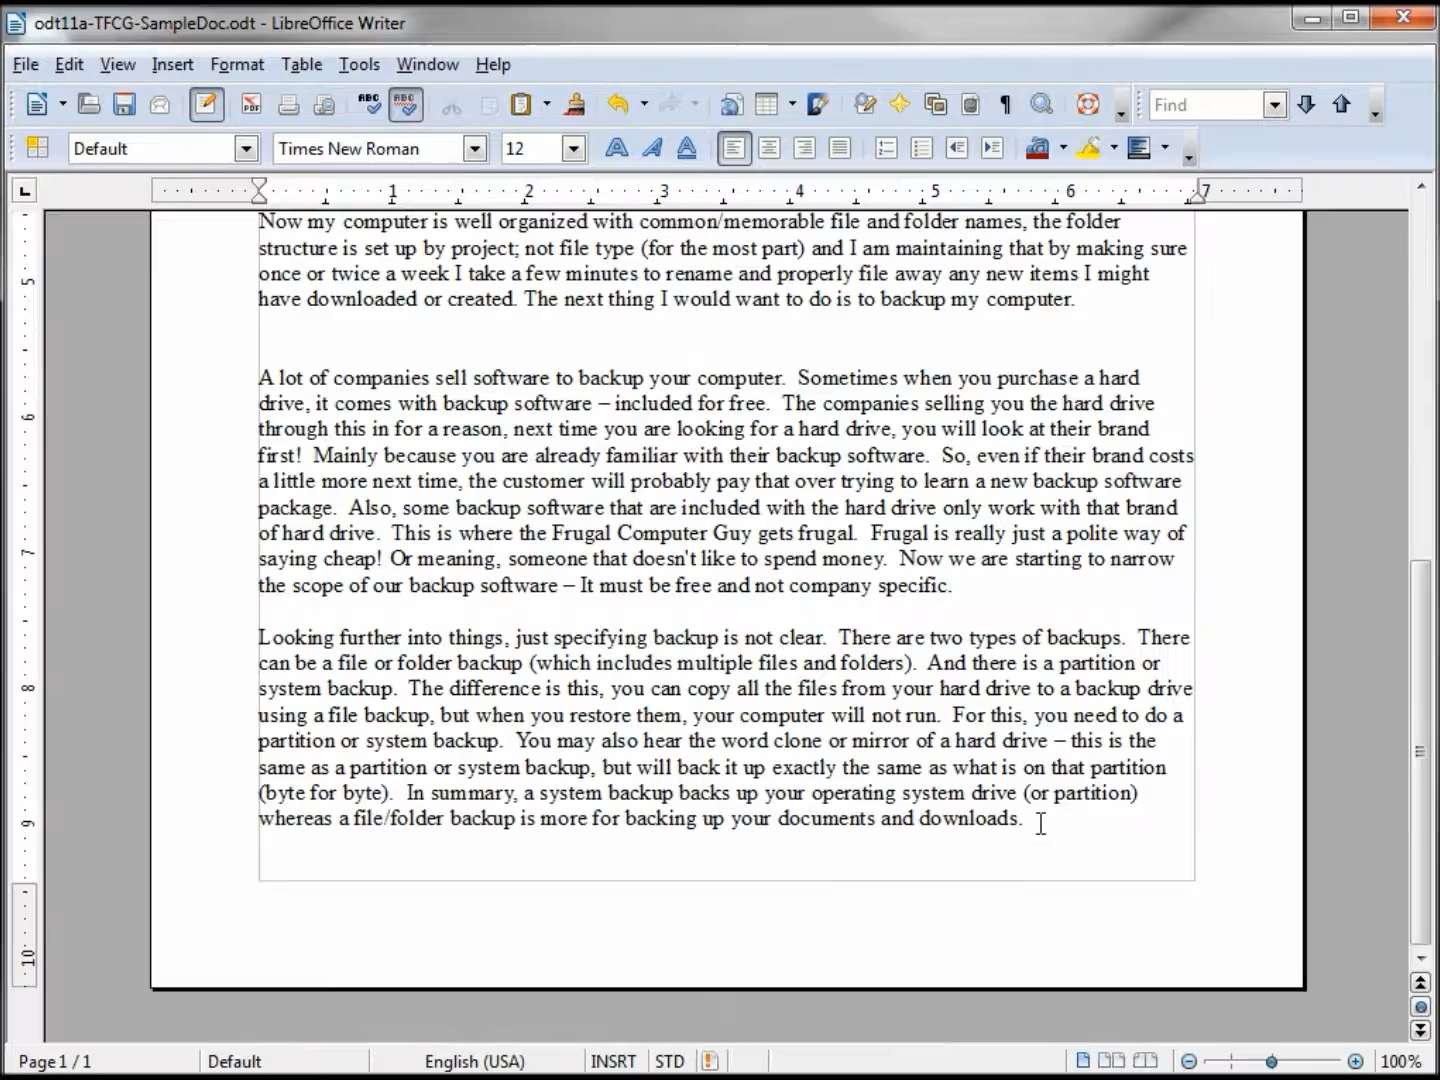 odt11a-TFCG-SampleDoc.odt - LibreOffice Writer
File Edit View Insert Format Table Tools Window Help
PDF ABC ABC Find
Default Times New Roman 12
1 2 3 4 5 6 7
Now my computer is well organized with common/memorable file and folder names, the folder
structure is set up by project; not file type (for the most part) and I am maintaining that by making sure
once or twice a week I take a few minutes to rename and properly file away any new items I might
have downloaded or created. The next thing I would want to do is to backup my computer.
A lot of companies sell software to backup your computer.  Sometimes when you purchase a hard
drive, it comes with backup software – included for free.  The companies selling you the hard drive
through this in for a reason, next time you are looking for a hard drive, you will look at their brand
first!  Mainly because you are already familiar with their backup software.  So, even if their brand costs
a little more next time, the customer will probably pay that over trying to learn a new backup software
package.  Also, some backup software that are included with the hard drive only work with that brand
of hard drive.  This is where the Frugal Computer Guy gets frugal.  Frugal is really just a polite way of
saying cheap! Or meaning, someone that doesn't like to spend money.  Now we are starting to narrow
the scope of our backup software – It must be free and not company specific.
Looking further into things, just specifying backup is not clear.  There are two types of backups.  There
can be a file or folder backup (which includes multiple files and folders).  And there is a partition or
system backup.  The difference is this, you can copy all the files from your hard drive to a backup drive
using a file backup, but when you restore them, your computer will not run.  For this, you need to do a
partition or system backup.  You may also hear the word clone or mirror of a hard drive – this is the
same as a partition or system backup, but will back it up exactly the same as what is on that partition
(byte for byte).  In summary, a system backup backs up your operating system drive (or partition)
whereas a file/folder backup is more for backing up your documents and downloads.
5
6
7
8
9
10
Page 1 / 1 Default English (USA) INSRT STD 100%